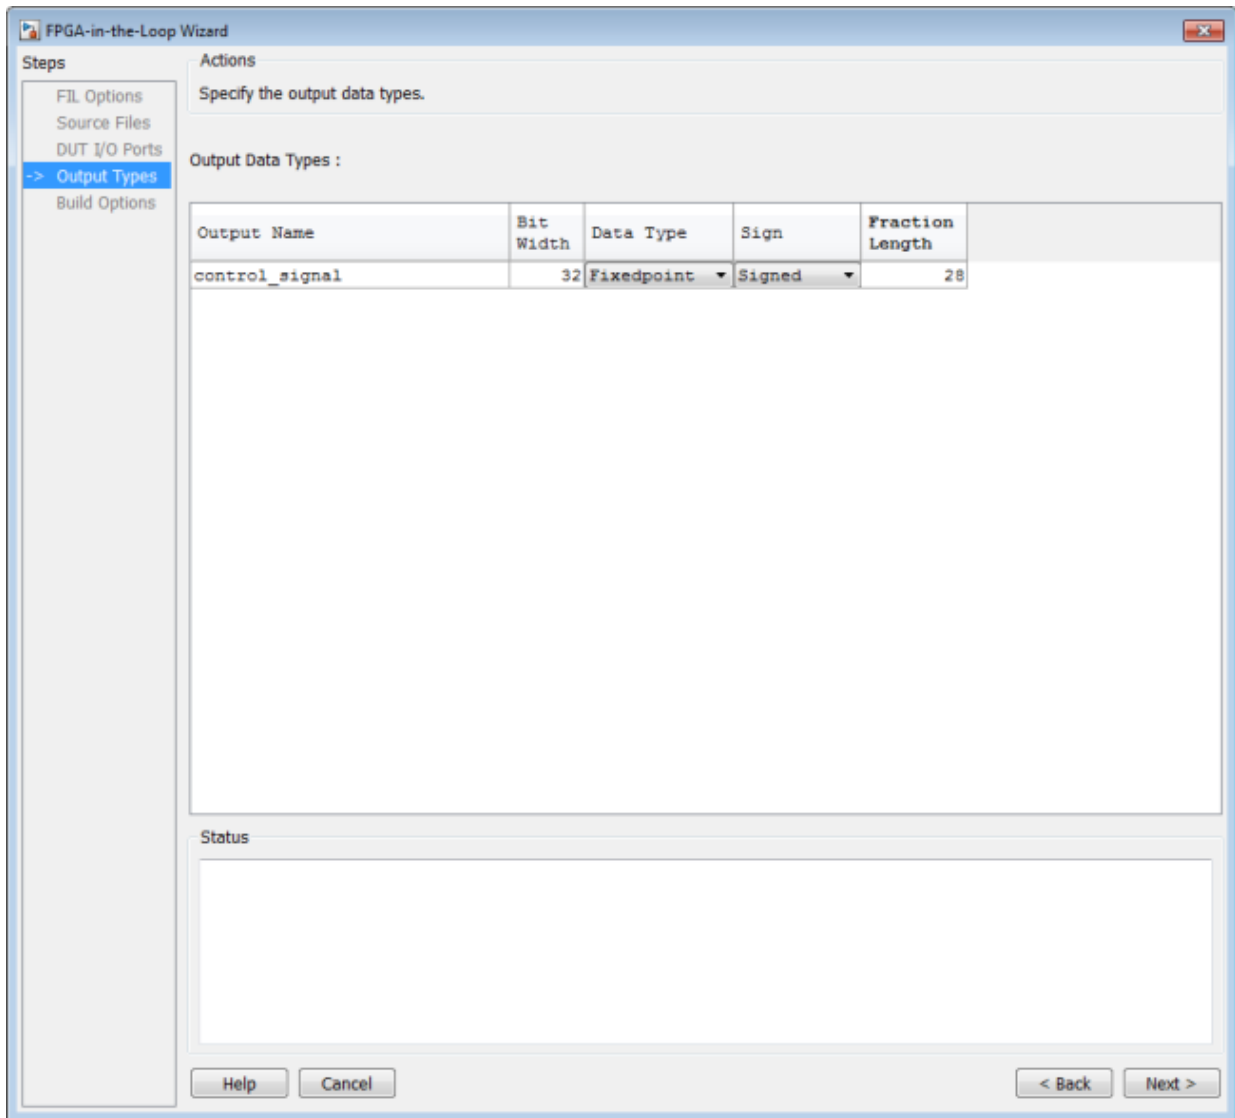 FPGA-in-the-Loop Wizard
Steps
FIL Options
Source Files
DUT I/O Ports
-> Output Types
Build Options
Actions
Specify the output data types.
Output Data Types :
Output Name Bit Width Data Type Sign Fraction Length
control_signal 32 Fixedpoint Signed 28
Status
Help Cancel < Back Next >